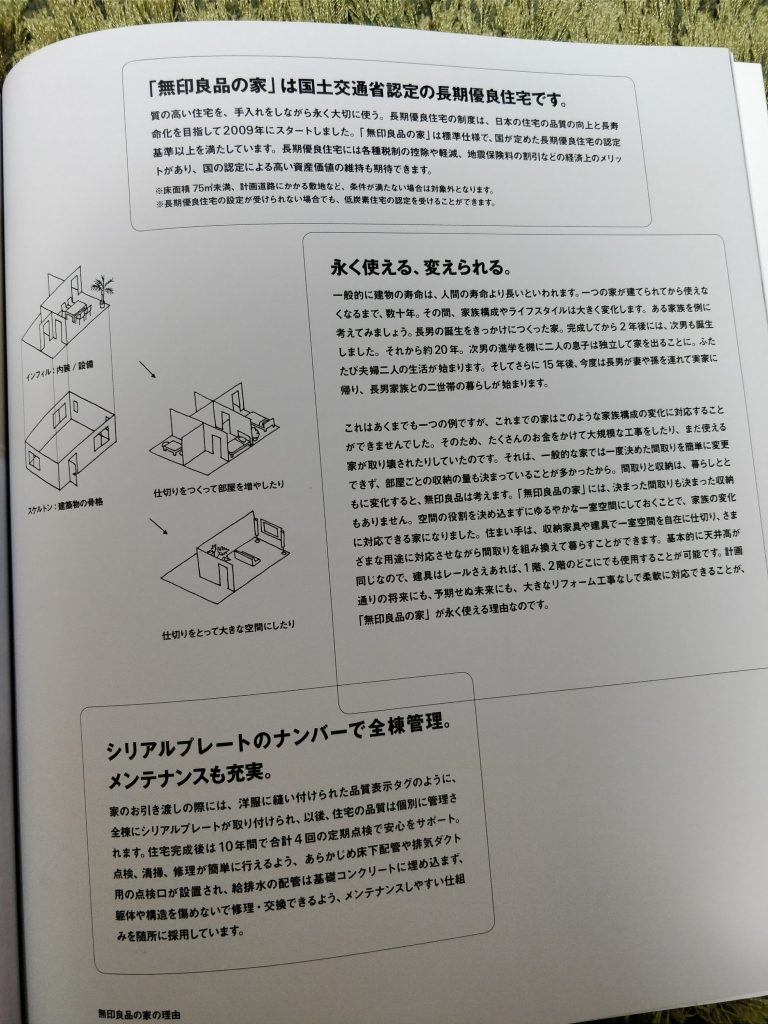 「無印良品の家」は国土交通省認定の長期優良住宅です。
質の高い住宅を、手入れをしながら永く大切に使う。長期優良住宅の制度は、日本の住宅の品質の向上と長寿
命化を目指して2009年にスタートしました。「無印良品の家」は標準仕様で、国が定めた長期優良住宅の認定
基準以上を満たしています。長期優良住宅には各種税制の控除や軽減、地震保険料の割引などの経済上のメリッ
トがあり、国の認定による高い資産価値の維持も期待できます。
※床面積 75㎡未満、計画道路にかかる敷地など、条件が満たない場合は対象外となります。
※長期優良住宅の設定が受けられない場合でも、低炭素住宅の認定を受けることができます。
永く使える、変えられる。
一般的に建物の寿命は、人間の寿命より長いといわれます。一つの家が建てられてから使えな
くなるまで、数十年。その間、家族構成やライフスタイルは大きく変化します。ある家族を例に
考えてみましょう。長男の誕生をきっかけにつくった家。完成してから2年後には、次男も誕生
しました。それから約20年。次男の進学を機に二人の息子は独立して家を出ることに。ふた
たび夫婦二人の生活が始まります。そしてさらに15年後、今度は長男が妻や孫を連れて実家に
帰り、長男家族との二世帯の暮らしが始まります。
これはあくまでも一つの例ですが、これまでの家はこのような家族構成の変化に対応すること
ができませんでした。そのため、たくさんのお金をかけて大規模な工事をしたり、まだ使える
家が取り壊されたりしていたのです。それは、一般的な家では一度決めた間取りを簡単に変更
できず、部屋ごとの収納の量も決まっていることが多かったから。間取りと収納は、暮らしとと
もに変化すると、無印良品は考えます。「無印良品の家」には、決まった間取りも決まった収納
もありません。空間の役割を決め込まずにゆるやかな一室空間にしておくことで、家族の変化
に対応できる家になりました。住まい手は、収納家具や建具で一室空間を自在に仕切り、さま
ざまな用途に対応させながら間取りを組み換えて暮らすことができます。基本的に天井高が
同じなので、建具はレールさえあれば、1階、2階のどこにでも使用することが可能です。計画
通りの将来にも、予期せぬ未来にも、大きなリフォーム工事なしで柔軟に対応できることが、
「無印良品の家」が永く使える理由なのです。
インフィル：内装/設備
スケルトン：建築物の骨格
仕切りをつくって部屋を増やしたり
仕切りをとって大きな空間にしたり
シリアルプレートのナンバーで全棟管理。
メンテナンスも充実。
家のお引き渡しの際には、洋服に縫い付けられた品質表示タグのように、
全棟にシリアルプレートが取り付けられ、以後、住宅の品質は個別に管理さ
れます。住宅完成後は10年間で合計4回の定期点検で安心をサポート。
点検、清掃、修理が簡単に行えるよう、あらかじめ床下配管や排気ダクト
用の点検口が設置され、給排水の配管は基礎コンクリートに埋め込まず、
躯体や構造を傷めないで修理・交換できるよう、メンテナンスしやすい仕組
みを随所に採用しています。
無印良品の家の理由